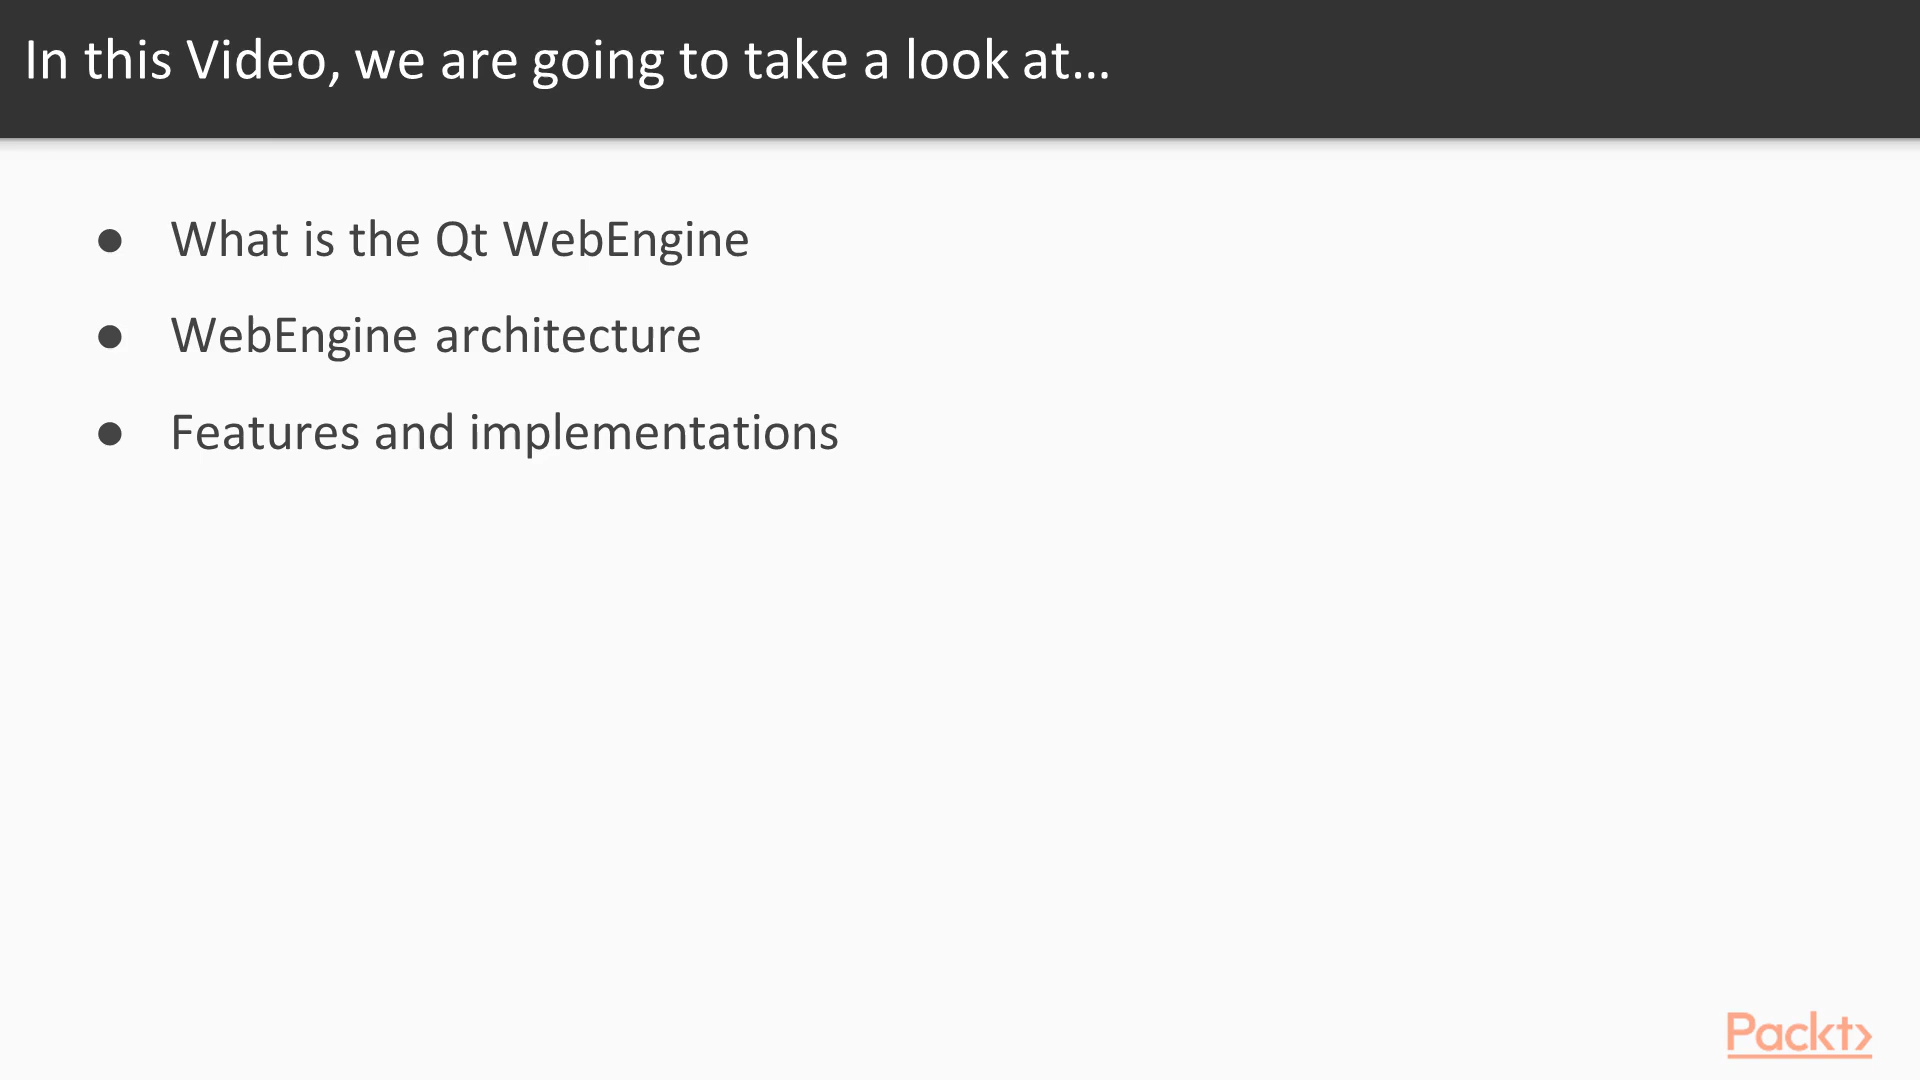 In this Video, we are going to take a look at...
● What is the Qt WebEngine
● WebEngine architecture
● Features and implementations
Packt>